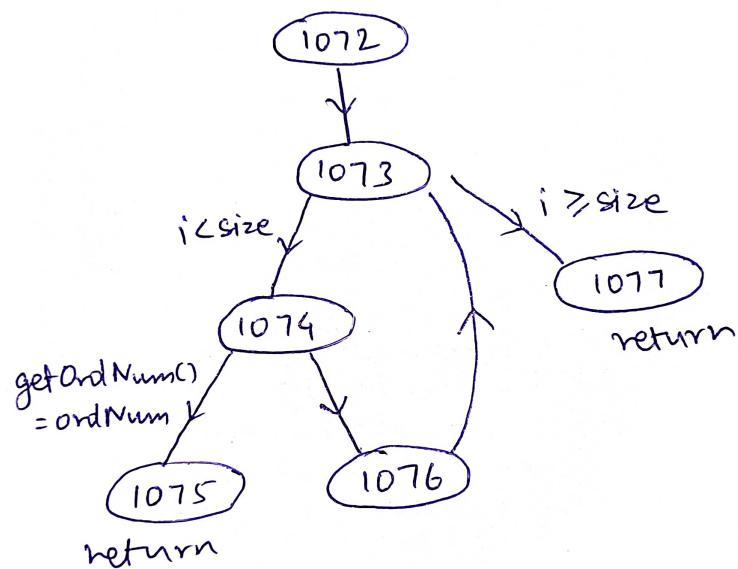 1072
1073
i<size
i ≥ size
1077
return
1074
getOrdNum()
= ordNum
1075
return
1076